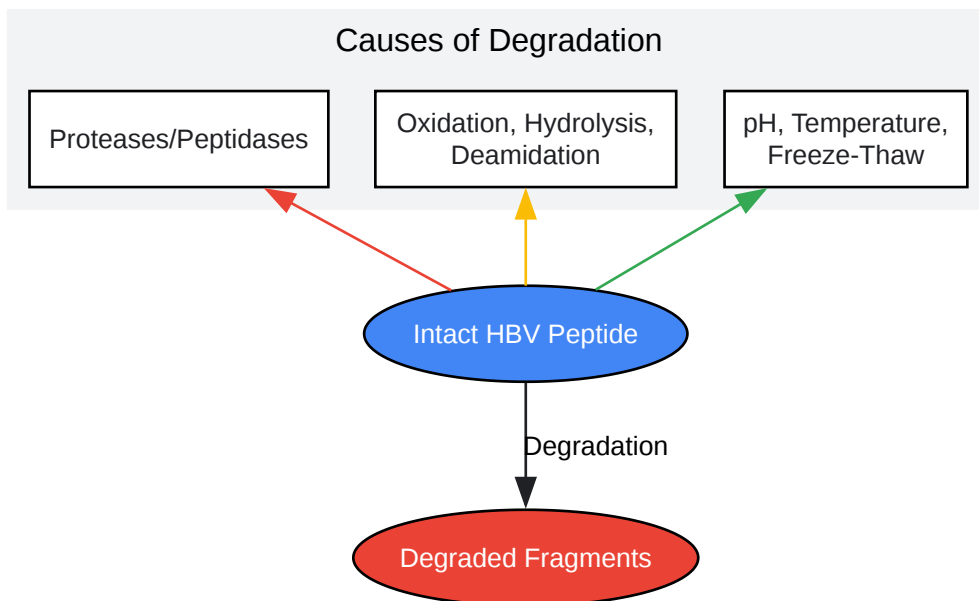 Causes of Degradation
Proteases/Peptidases
Oxidation, Hydrolysis,
Deamidation
pH, Temperature,
Freeze-Thaw
Intact HBV Peptide
Degradation
Degraded Fragments